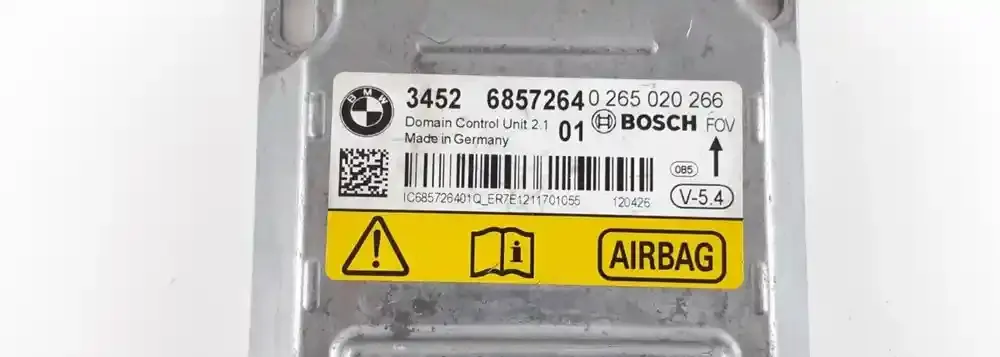 BMW
3452 6857264 0 265 020 266
Domain Control Unit 2.1 01 BOSCH FOV
Made in Germany
0B5
IC685726401Q_ER7E1211701055 120426 V-5.4
AIRBAG